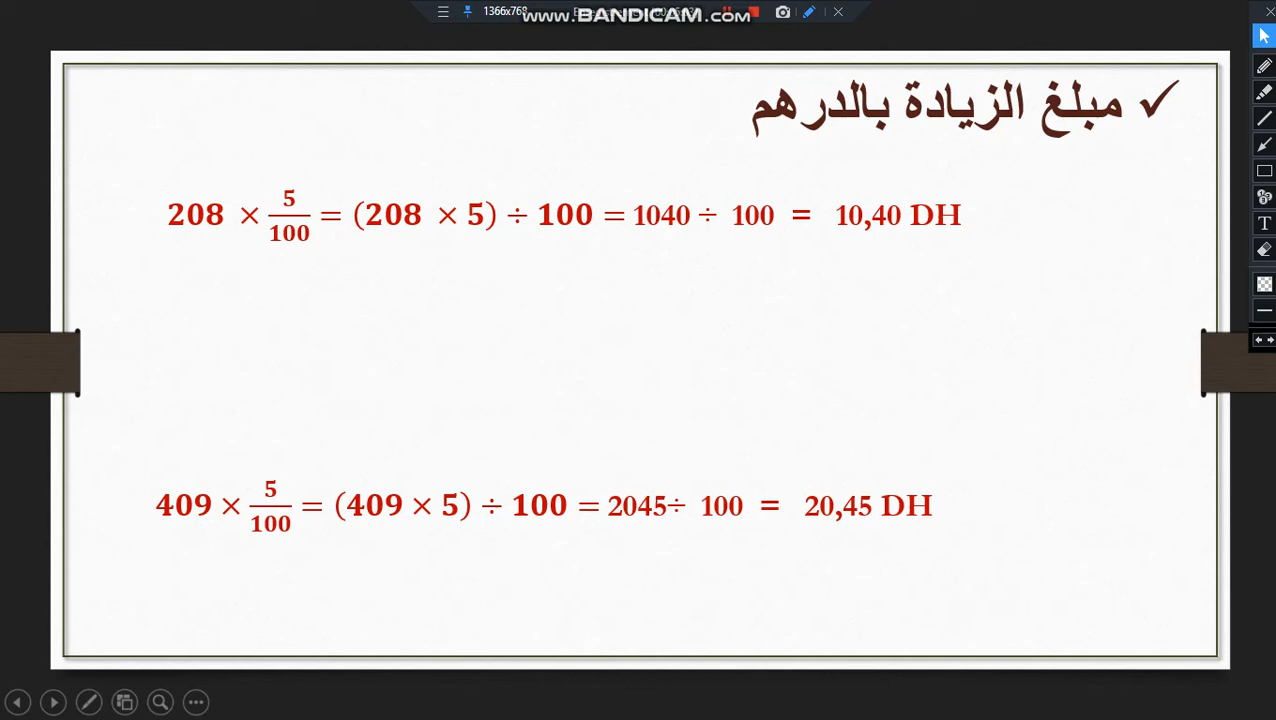 1366x768
www.BANDICAM.com
✓ مبلغ الزيادة بالدرهم
208 × 5/100 = (208 × 5) ÷ 100 = 1040 ÷ 100 = 10,40 DH
409 × 5/100 = (409 × 5) ÷ 100 = 2045÷ 100 = 20,45 DH